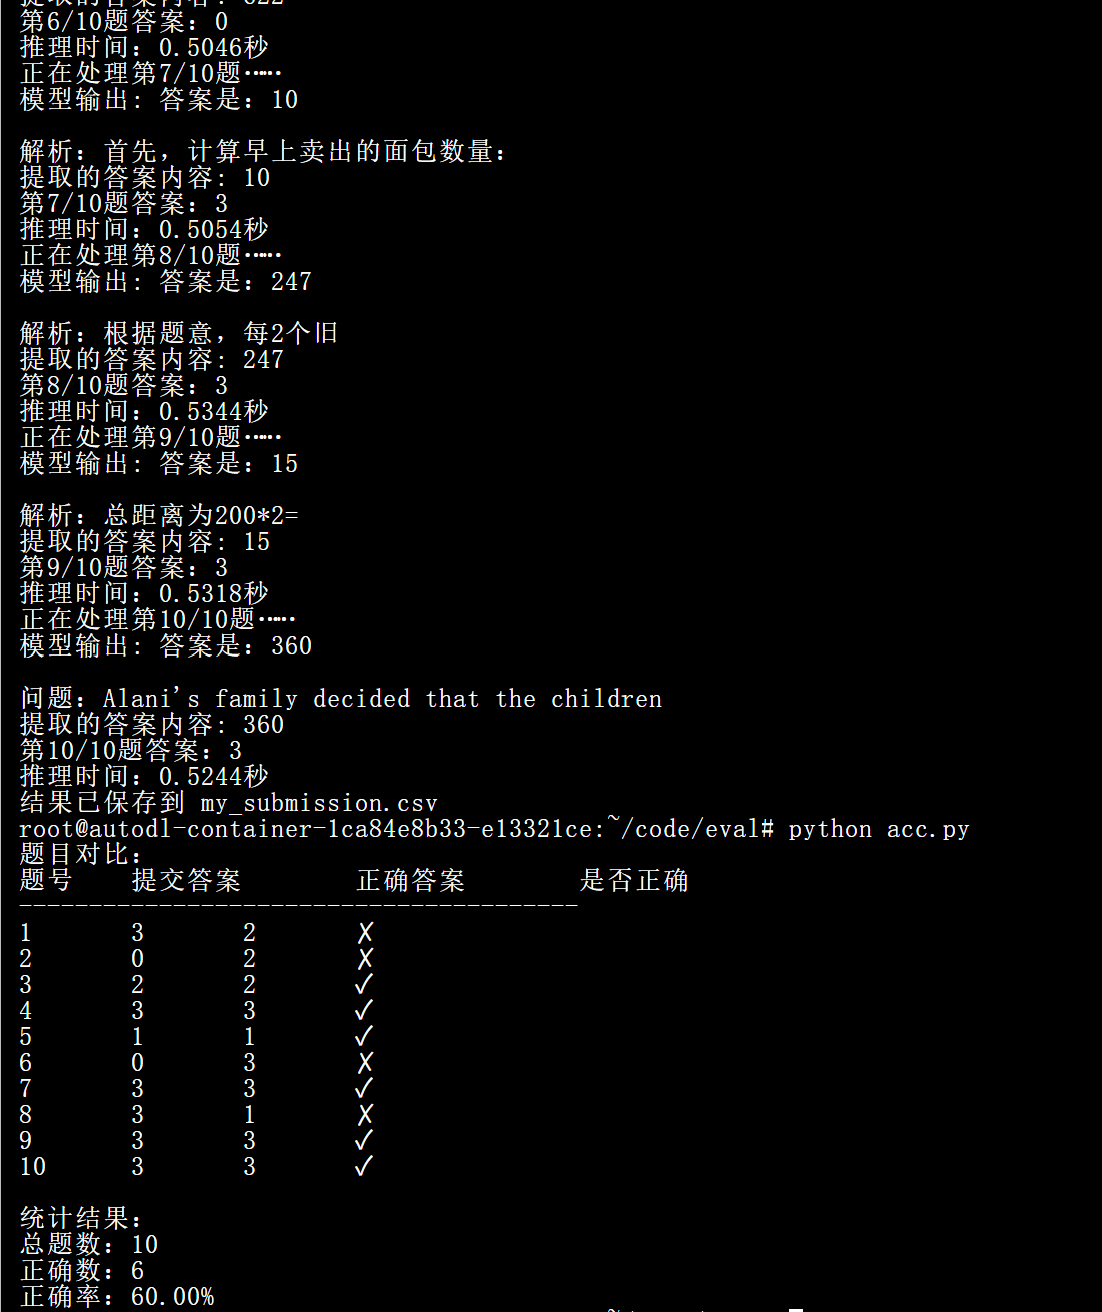 第6/10题答案：0
推理时间：0.5046秒
正在处理第7/10题……
模型输出: 答案是：10
解析：首先，计算早上卖出的面包数量：
提取的答案内容: 10
第7/10题答案：3
推理时间：0.5054秒
正在处理第8/10题……
模型输出: 答案是：247
解析：根据题意，每2个旧
提取的答案内容: 247
第8/10题答案：3
推理时间：0.5344秒
正在处理第9/10题……
模型输出: 答案是：15
解析：总距离为200*2=
提取的答案内容: 15
第9/10题答案：3
推理时间：0.5318秒
正在处理第10/10题……
模型输出: 答案是：360
问题：Alani's family decided that the children
提取的答案内容: 360
第10/10题答案：3
推理时间：0.5244秒
结果已保存到 my_submission.csv
root@autodl-container-1ca84e8b33-e13321ce:~/code/eval# python acc.py
题目对比：
题号 提交答案 正确答案 是否正确
----------------------------------------
1 3 2 ✗
2 0 2 ✗
3 2 2 ✓
4 3 3 ✓
5 1 1 ✓
6 0 3 ✗
7 3 3 ✓
8 3 1 ✗
9 3 3 ✓
10 3 3 ✓
统计结果：
总题数：10
正确数：6
正确率：60.00%